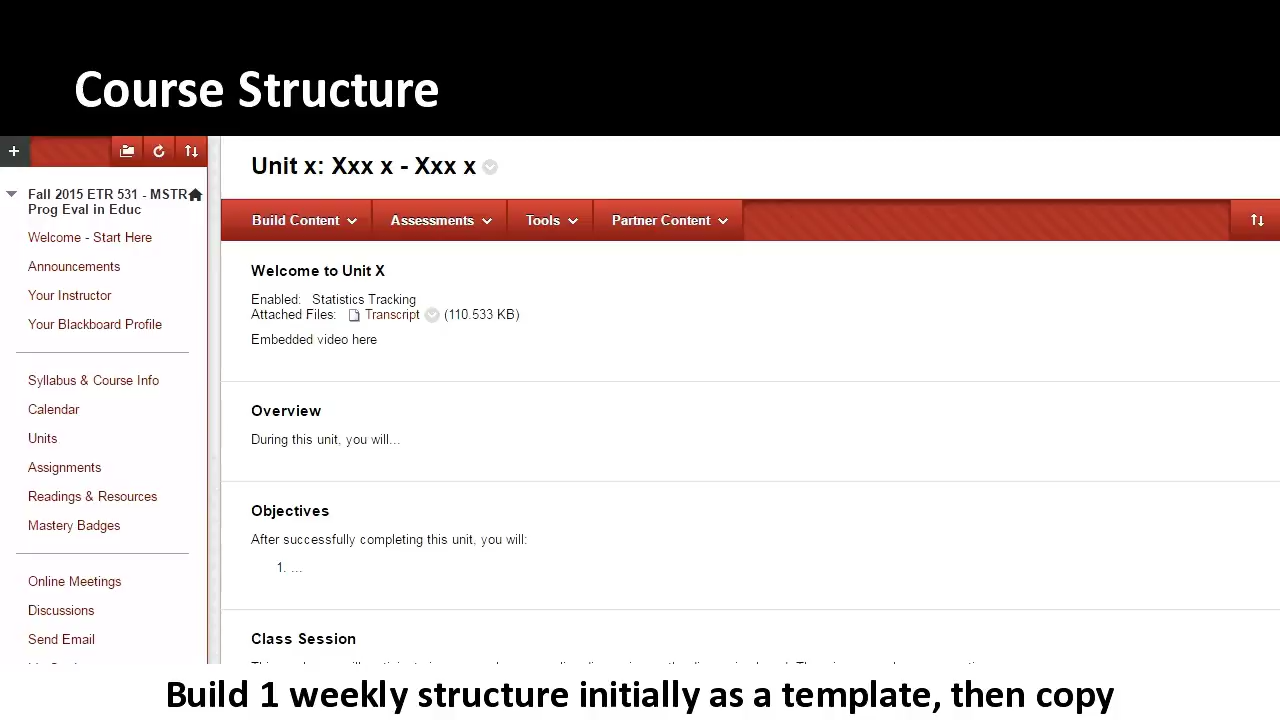 Course Structure
Fall 2015 ETR 531 - MSTR
Prog Eval in Educ
Welcome - Start Here
Announcements
Your Instructor
Your Blackboard Profile
Syllabus & Course Info
Calendar
Units
Assignments
Readings & Resources
Mastery Badges
Online Meetings
Discussions
Send Email
Unit x: Xxx x - Xxx x
Build Content Assessments Tools Partner Content
Welcome to Unit X
Enabled: Statistics Tracking
Attached Files: Transcript (110.533 KB)
Embedded video here
Overview
During this unit, you will...
Objectives
After successfully completing this unit, you will:
1. ...
Class Session
Build 1 weekly structure initially as a template, then copy